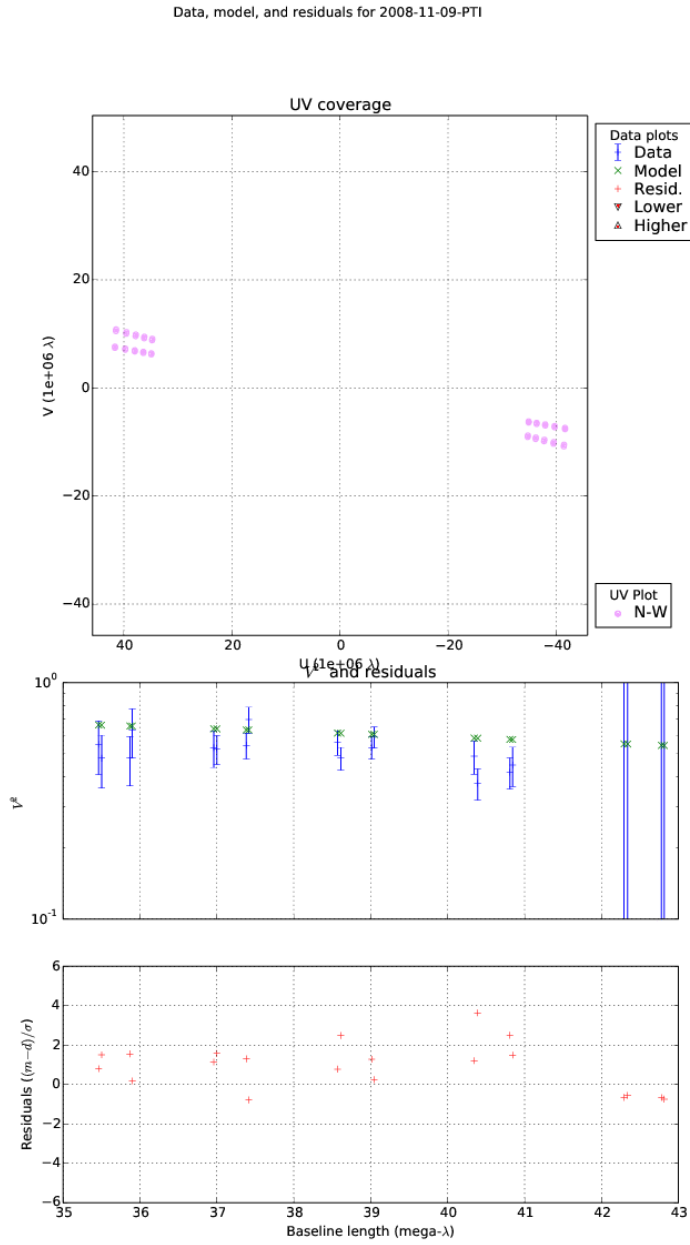 Data, model, and residuals for 2008-11-09-PTI
UV coverage
Data plots
Data
Model
Resid.
Lower
Higher
UV Plot
N-W
V (1e+06 λ)
40
20
0
−20
−40
40
20
0
−20
−40
U (1e+06 λ)
V² and residuals
V²
10⁰
10⁻¹
Residuals ((m−d)/σ)
6
4
2
0
−2
−4
−6
35
36
37
38
39
40
41
42
43
Baseline length (mega-λ)